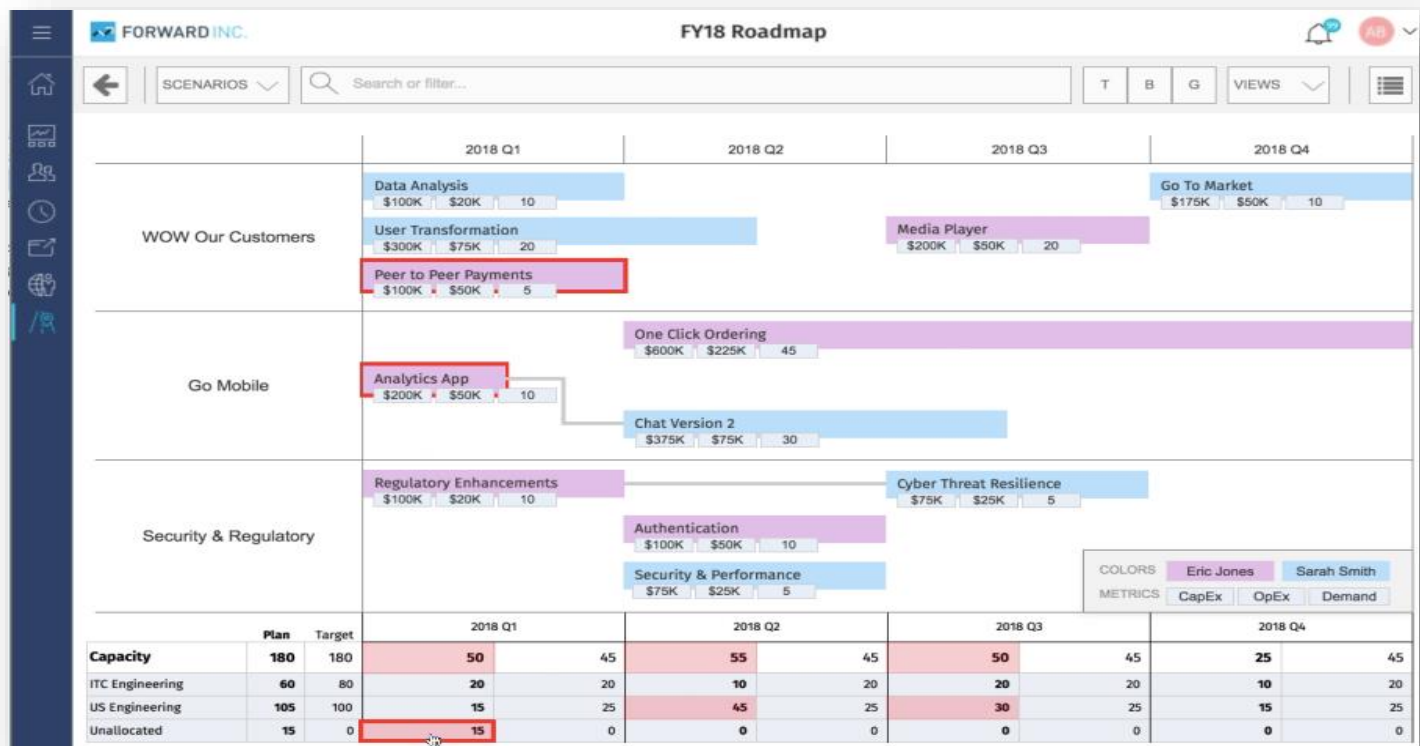 FORWARD INC.
FY18 Roadmap
99
AB
SCENARIOS
Search or filter...
T B G VIEWS
2018 Q1 2018 Q2 2018 Q3 2018 Q4
WOW Our Customers
Data Analysis
$100K $20K 10
User Transformation
$300K $75K 20
Peer to Peer Payments
$100K $50K 5
Media Player
$200K $50K 20
Go To Market
$175K $50K 10
Go Mobile
One Click Ordering
$600K $225K 45
Analytics App
$200K $50K 10
Chat Version 2
$375K $75K 30
Security & Regulatory
Regulatory Enhancements
$100K $20K 10
Cyber Threat Resilience
$75K $25K 5
Authentication
$100K $50K 10
Security & Performance
$75K $25K 5
COLORS Eric Jones Sarah Smith
METRICS CapEx OpEx Demand
Plan Target 2018 Q1 2018 Q2 2018 Q3 2018 Q4
Capacity 180 180 50 45 55 45 50 45 25 45
ITC Engineering 60 80 20 20 10 20 20 20 10 20
US Engineering 105 100 15 25 45 25 30 25 15 25
Unallocated 15 0 15 0 0 0 0 0 0 0